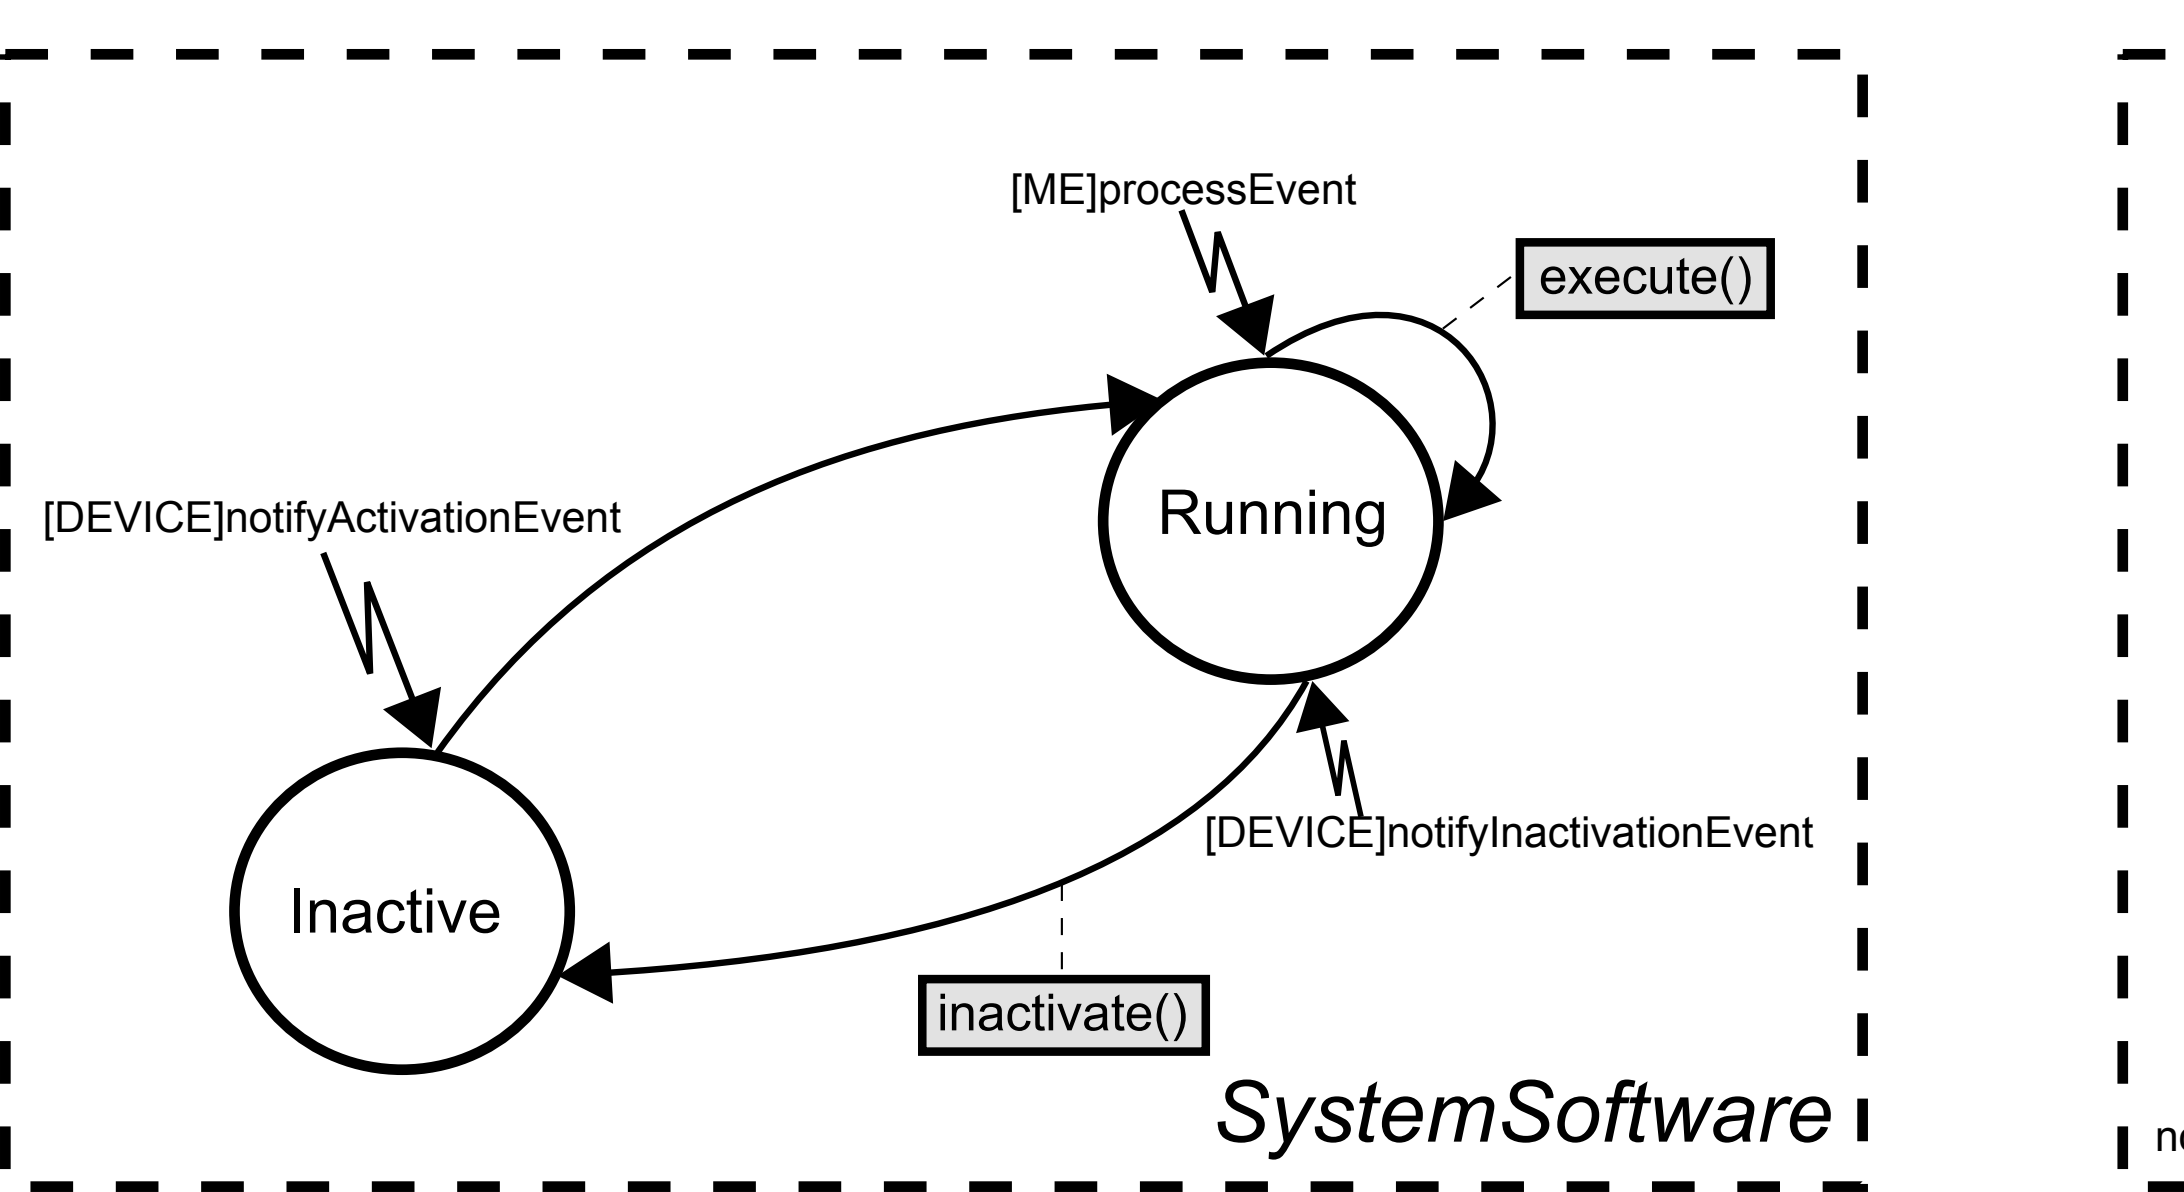 [ME]processEvent
execute()
[DEVICE]notifyActivationEvent
Running
[DEVICE]notifyInactivationEvent
Inactive
inactivate()
SystemSoftware